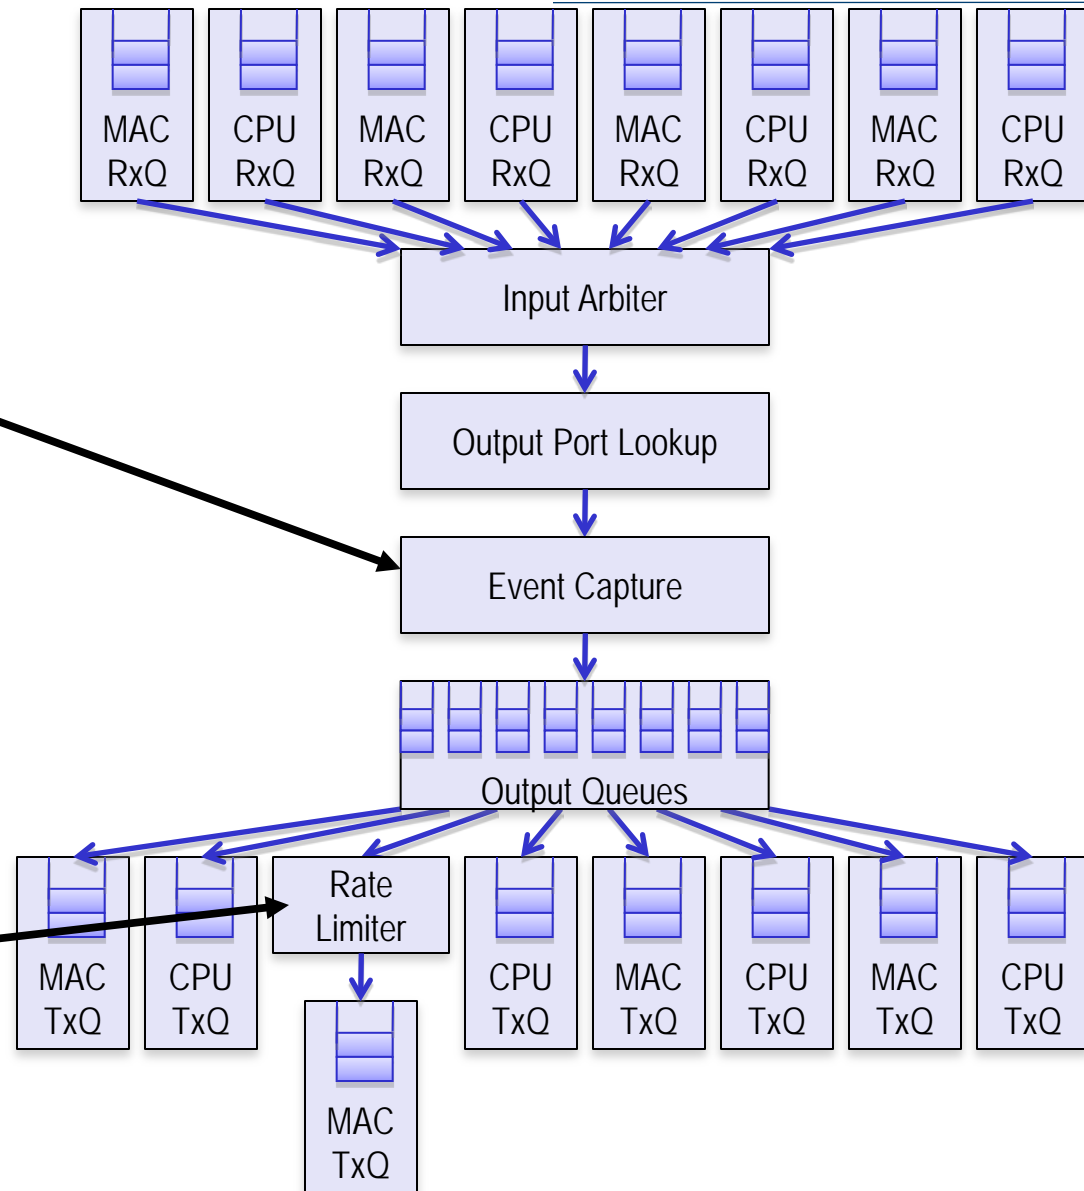 MAC
RxQ
CPU
RxQ
MAC
RxQ
CPU
RxQ
MAC
RxQ
CPU
RxQ
MAC
RxQ
CPU
RxQ
Input Arbiter
Output Port Lookup
Event Capture
Output Queues
MAC
TxQ
CPU
TxQ
Rate
Limiter
CPU
TxQ
MAC
TxQ
CPU
TxQ
MAC
TxQ
CPU
TxQ
MAC
TxQ